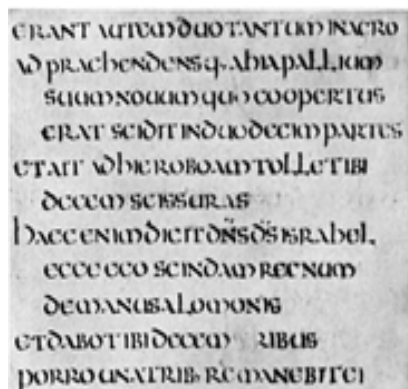 ERANT AUTEM DUO TANTUM IN AGRO
ADPRAEHENDENSQ· AHIA PALLIUM
SUUM NOUUM QUO COOPERTUS
ERAT SCIDIT IN DUODECIM PARTES
ET AIT AD HIEROBOAM TOLLE TIBI
DECEM SCISSURAS
HAEC ENIM DICIT DNS DS ISRAHEL
ECCE EGO SCINDAM REGNUM
DE MANU SALOMONIS
ET DABO TIBI DECEM RIBUS
PORRO UNA TRIB· REMANEBIT EI